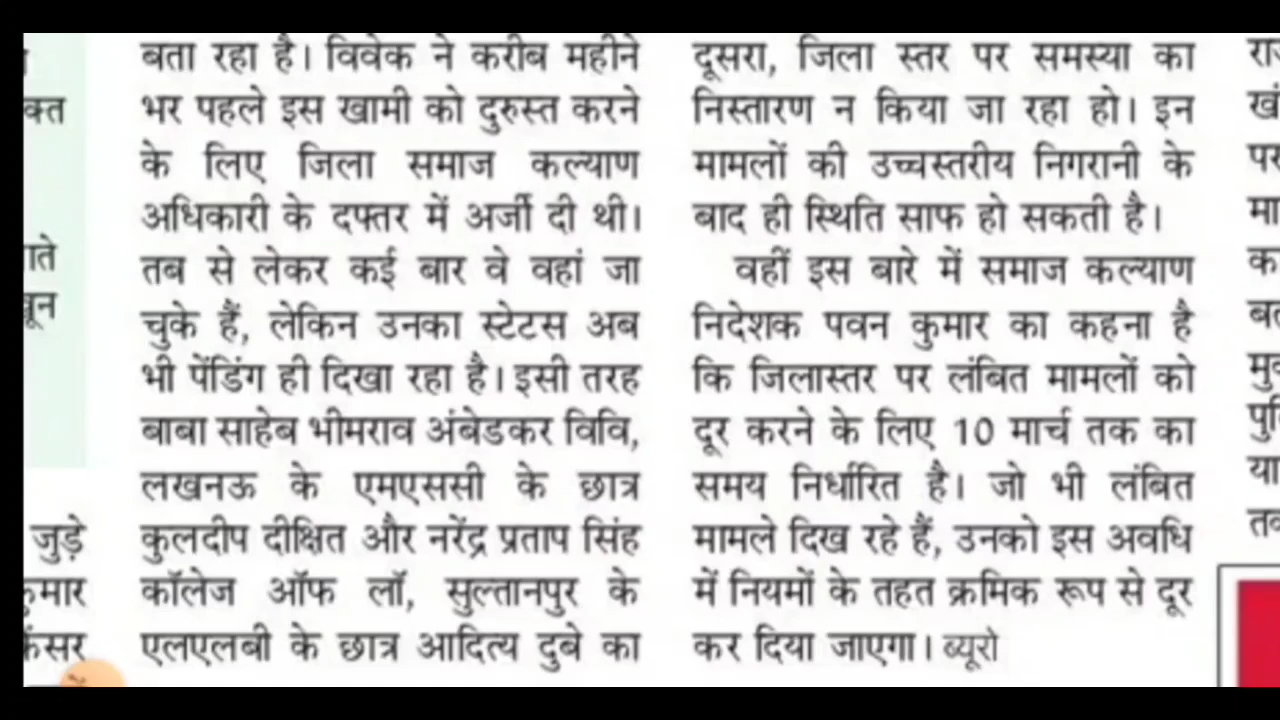 क्त
ाते
बून
जुड़े
कुमार
कैंसर
बता रहा है। विवेक ने करीब महीने
भर पहले इस खामी को दुरुस्त करने
के लिए जिला समाज कल्याण
अधिकारी के दफ्तर में अर्जी दी थी।
तब से लेकर कई बार वे वहां जा
चुके हैं, लेकिन उनका स्टेटस अब
भी पेंडिंग ही दिखा रहा है। इसी तरह
बाबा साहेब भीमराव अंबेडकर विवि,
लखनऊ के एमएससी के छात्र
कुलदीप दीक्षित और नरेंद्र प्रताप सिंह
कॉलेज ऑफ लॉ, सुल्तानपुर के
एलएलबी के छात्र आदित्य दुबे का
दूसरा, जिला स्तर पर समस्या का
निस्तारण न किया जा रहा हो। इन
मामलों की उच्चस्तरीय निगरानी के
बाद ही स्थिति साफ हो सकती है।
वहीं इस बारे में समाज कल्याण
निदेशक पवन कुमार का कहना है
कि जिलास्तर पर लंबित मामलों को
दूर करने के लिए 10 मार्च तक का
समय निर्धारित है। जो भी लंबित
मामले दिख रहे हैं, उनको इस अवधि
में नियमों के तहत क्रमिक रूप से दूर
कर दिया जाएगा। ब्यूरो
खं
पर
मा
क
या